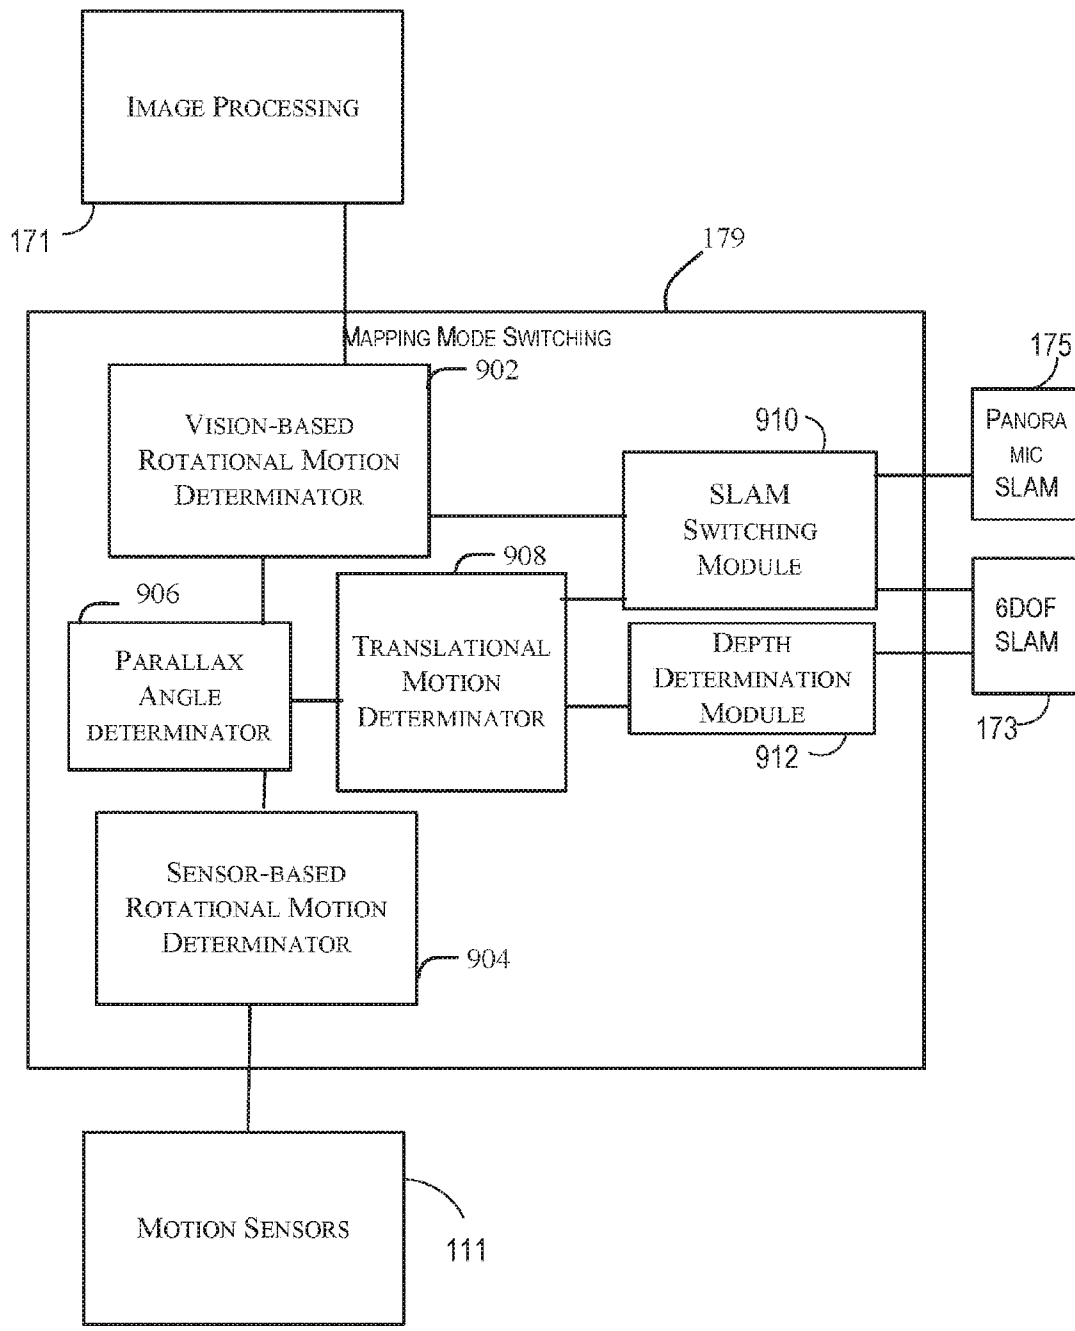 IMAGE PROCESSING
171
179
MAPPING MODE SWITCHING
902
VISION-BASED
ROTATIONAL MOTION
DETERMINATOR
175
PANORA
MIC
SLAM
910
SLAM
SWITCHING
MODULE
908
TRANSLATIONAL
MOTION
DETERMINATOR
906
PARALLAX
ANGLE
DETERMINATOR
6DOF
SLAM
173
DEPTH
DETERMINATION
MODULE
912
SENSOR-BASED
ROTATIONAL MOTION
DETERMINATOR
904
MOTION SENSORS
111